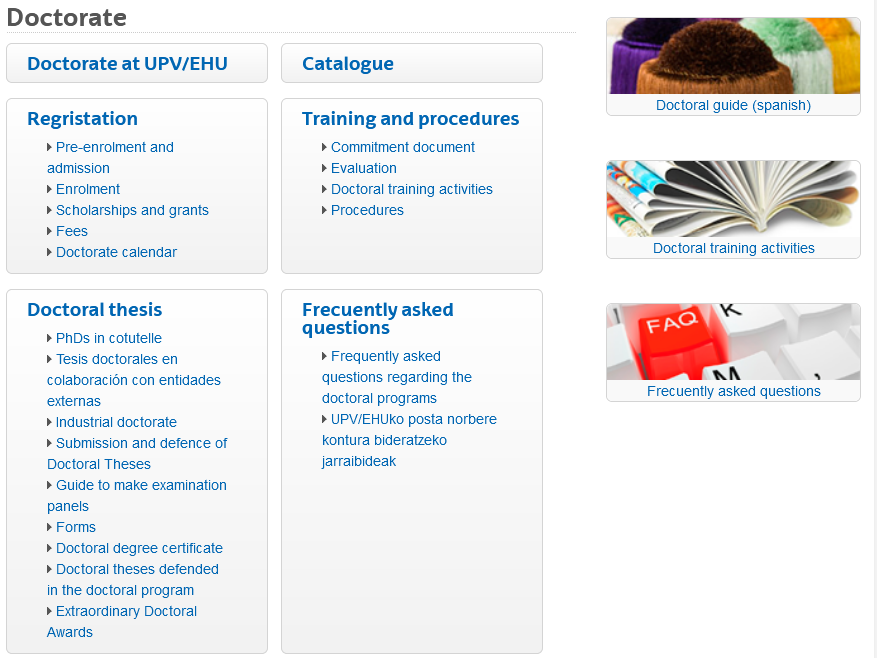 Doctorate
Doctorate at UPV/EHU
Catalogue
Regristation
Pre-enrolment and
admission
Enrolment
Scholarships and grants
Fees
Doctorate calendar
Training and procedures
Commitment document
Evaluation
Doctoral training activities
Procedures
Doctoral thesis
PhDs in cotutelle
Tesis doctorales en
colaboración con entidades
externas
Industrial doctorate
Submission and defence of
Doctoral Theses
Guide to make examination
panels
Forms
Doctoral degree certificate
Doctoral theses defended
in the doctoral program
Extraordinary Doctoral
Awards
Frecuently asked
questions
Frequently asked
questions regarding the
doctoral programs
UPV/EHUko posta norbere
kontura bideratzeko
jarraibideak
Doctoral guide (spanish)
Doctoral training activities
FAQ
K
M
,
Frecuently asked questions